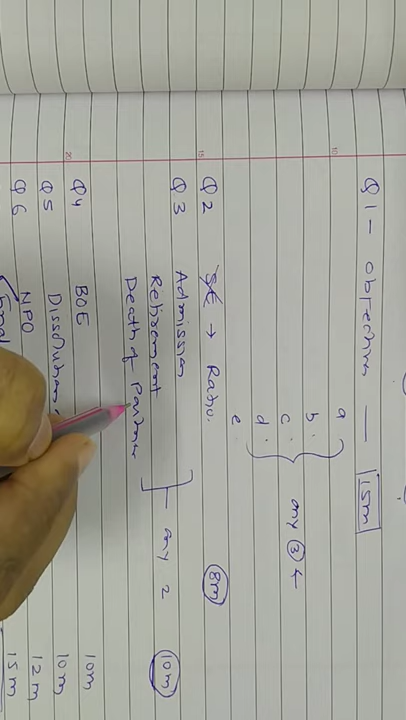 Q1 - objective — 15m
a
b.
c.
d.
e
any 3 ←
Q2 → Ratio. 8m
Q3 Admission
Retirement
Death of Partner
any 2 10m
Q4 BOE 10m
Q5 Dissolution 10m
Q6 NPO 12m
15m